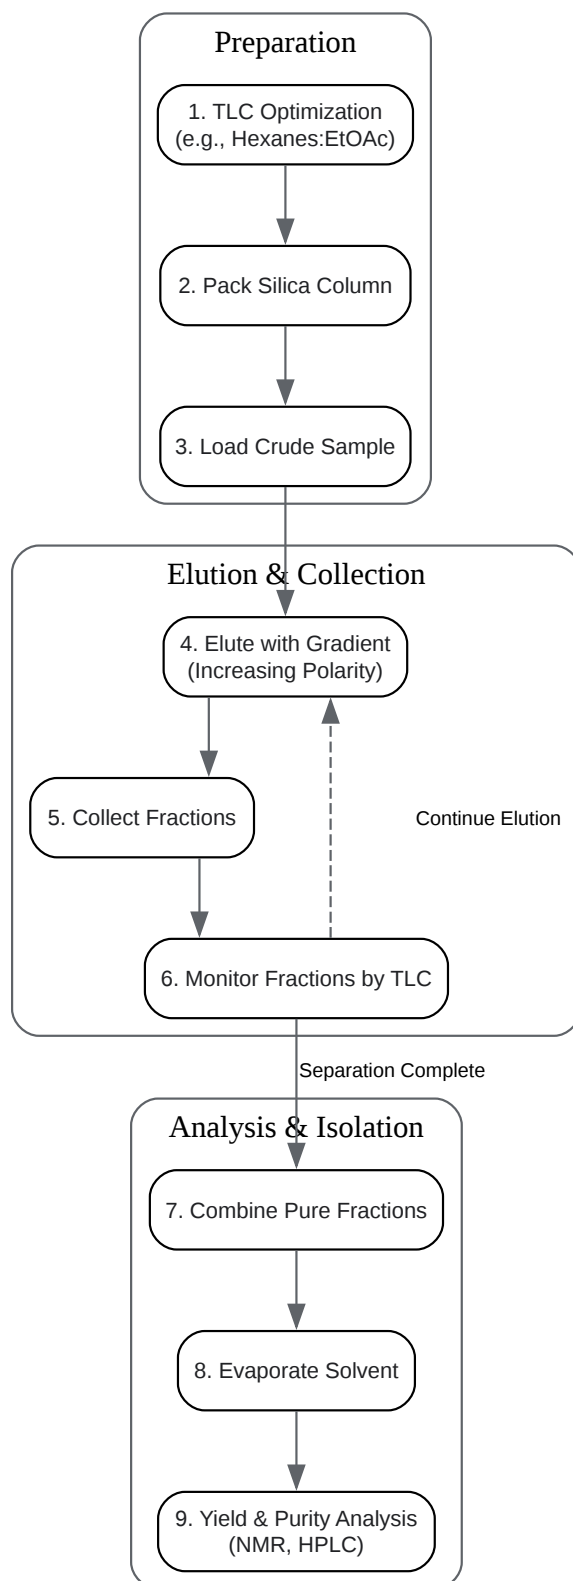 Preparation
1. TLC Optimization
(e.g., Hexanes:EtOAc)
2. Pack Silica Column
3. Load Crude Sample
Elution & Collection
4. Elute with Gradient
(Increasing Polarity)
5. Collect Fractions
Continue Elution
6. Monitor Fractions by TLC
Separation Complete
Analysis & Isolation
7. Combine Pure Fractions
8. Evaporate Solvent
9. Yield & Purity Analysis
(NMR, HPLC)